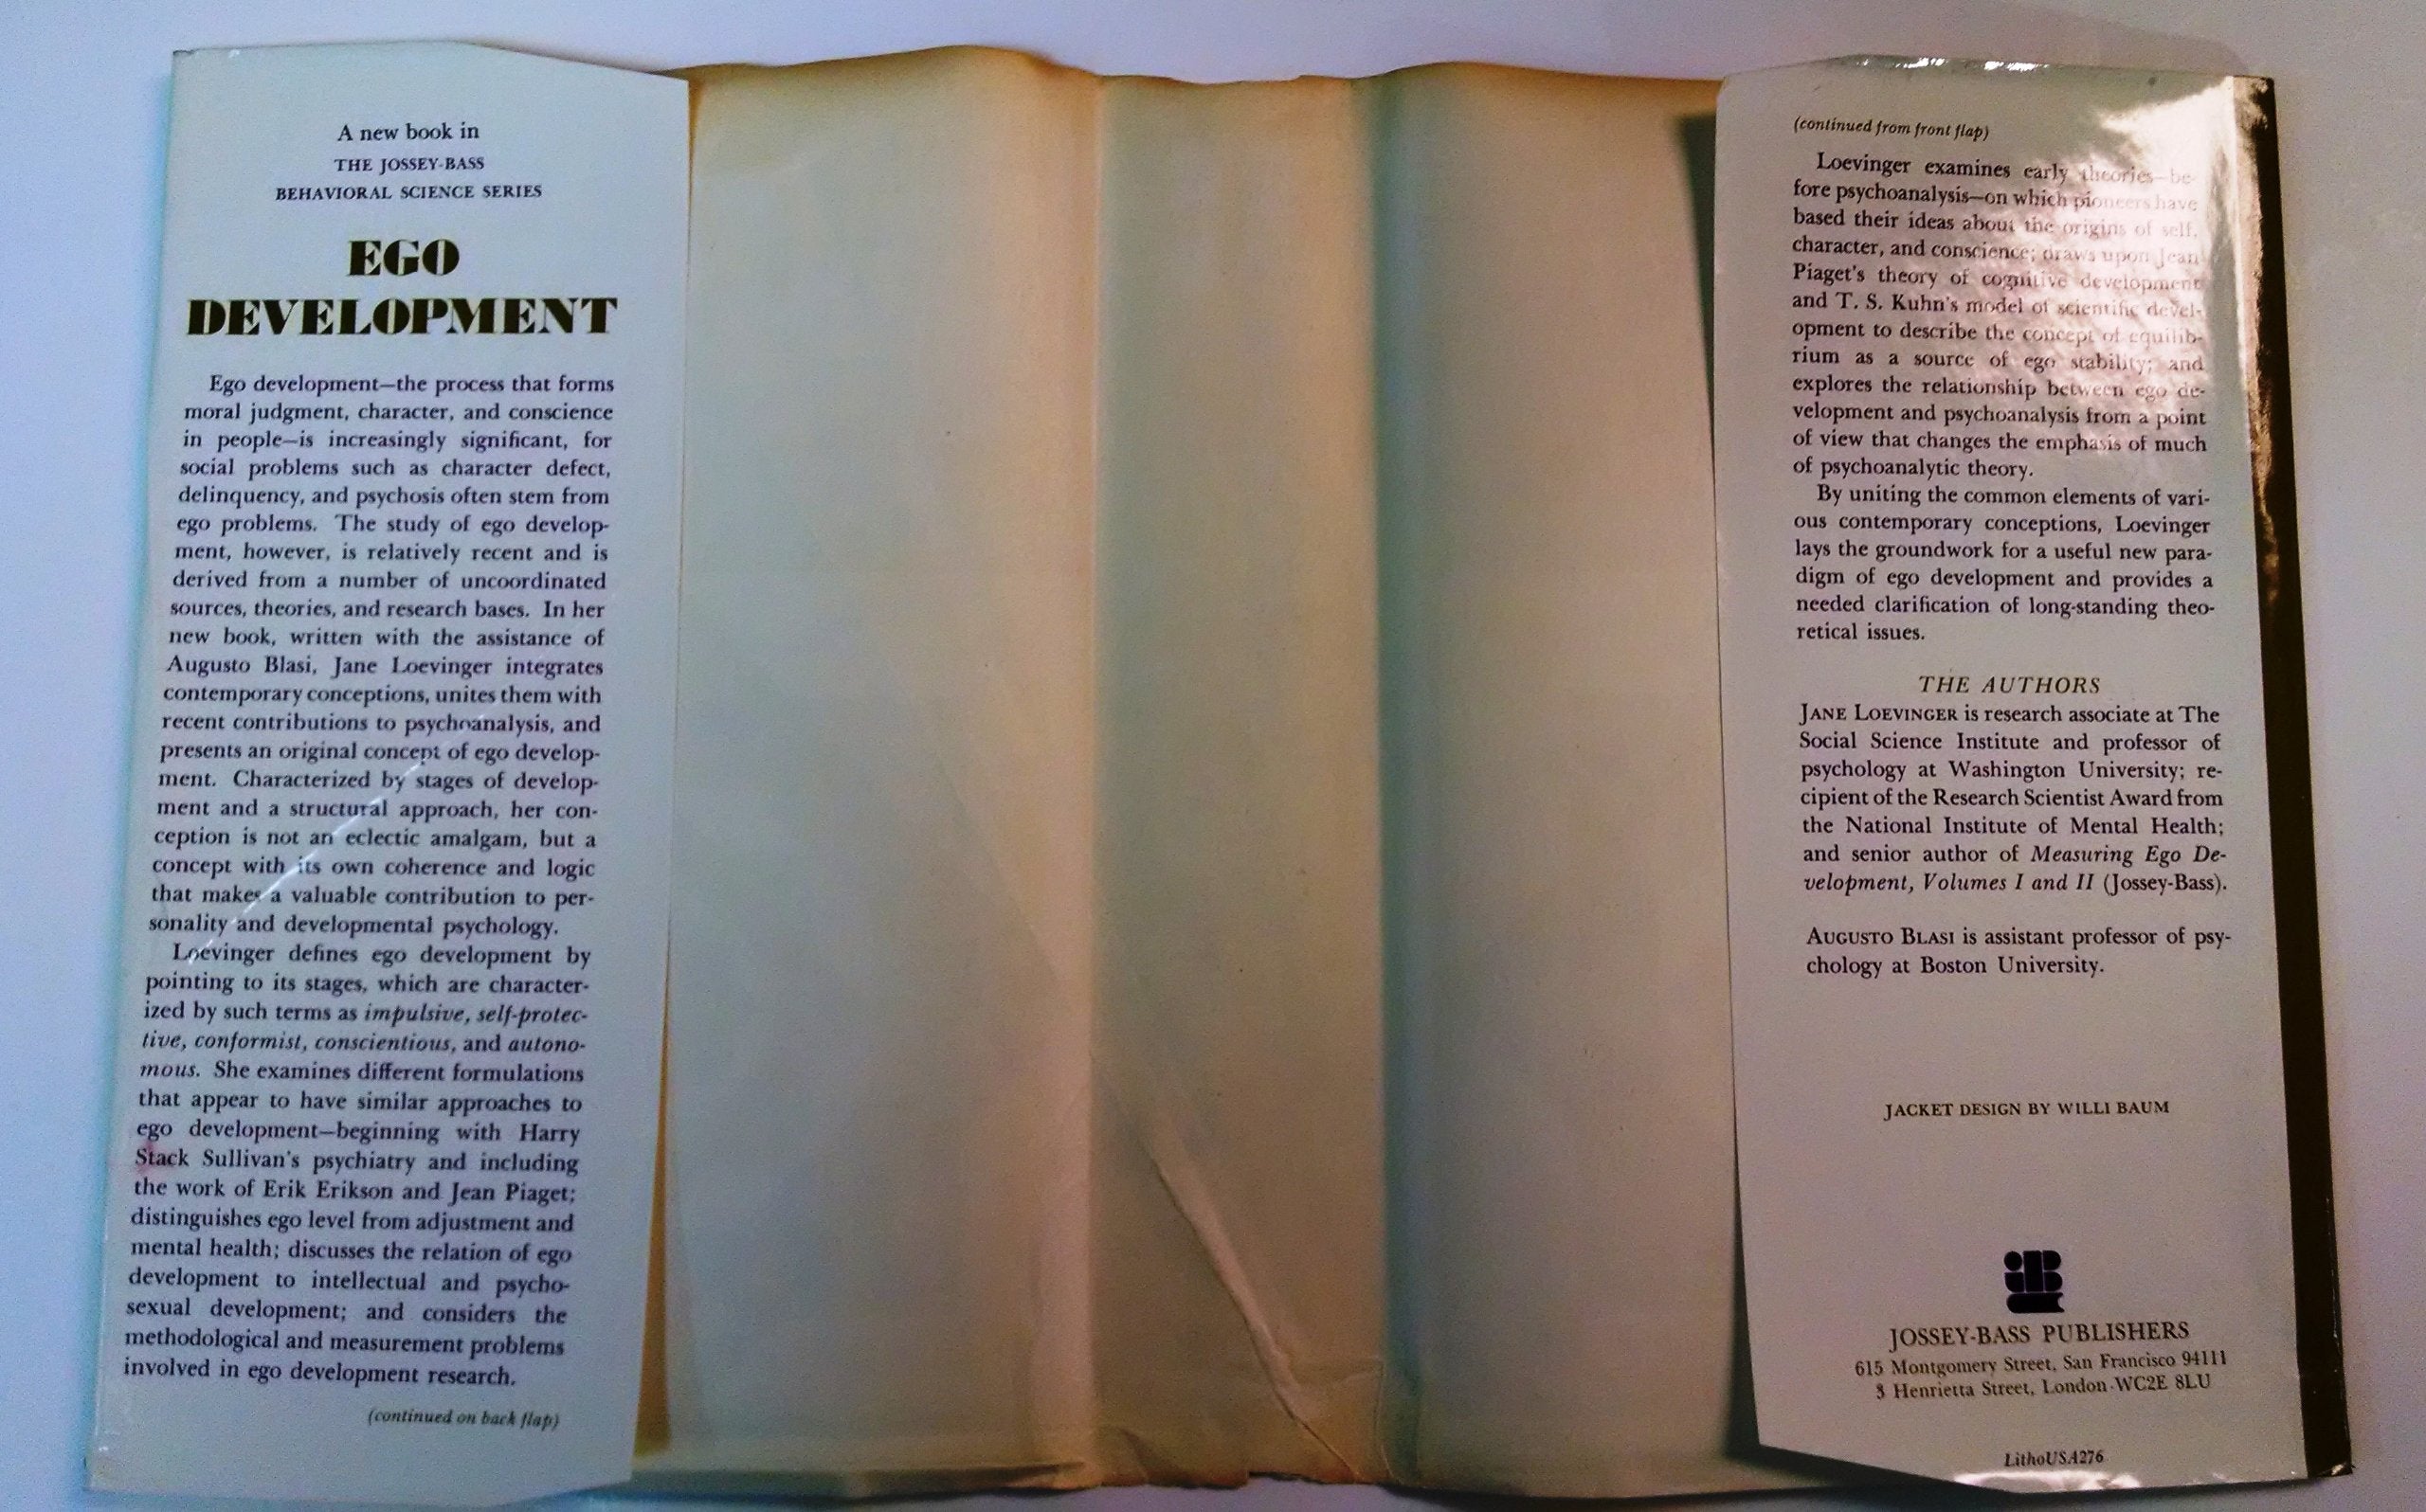 A new book in
THE JOSSEY-BASS
BEHAVIORAL SCIENCE SERIES
EGO
DEVELOPMENT
Ego development—the process that forms
moral judgment, character, and conscience
in people—is increasingly significant, for
social problems such as character defect,
delinquency, and psychosis often stem from
ego problems. The study of ego develop-
ment, however, is relatively recent and is
derived from a number of uncoordinated
sources, theories, and research bases. In her
new book, written with the assistance of
Augusto Blasi, Jane Loevinger integrates
contemporary conceptions, unites them with
recent contributions to psychoanalysis, and
presents an original concept of ego develop-
ment. Characterized by stages of develop-
ment and a structural approach, her con-
ception is not an eclectic amalgam, but a
concept with its own coherence and logic
that makes a valuable contribution to per-
sonality and developmental psychology.
Loevinger defines ego development by
pointing to its stages, which are character-
ized by such terms as impulsive, self-protec-
tive, conformist, conscientious, and autono-
mous. She examines different formulations
that appear to have similar approaches to
ego development—beginning with Harry
Stack Sullivan's psychiatry and including
the work of Erik Erikson and Jean Piaget;
distinguishes ego level from adjustment and
mental health; discusses the relation of ego
development to intellectual and psycho-
sexual development; and considers the
methodological and measurement problems
involved in ego development research.
(continued on back flap)
(continued from front flap)
Loevinger examines early theories—be-
fore psychoanalysis—on which pioneers have
based their ideas about the origins of self,
character, and conscience; draws upon Jean
Piaget's theory of cognitive development
and T. S. Kuhn's model of scientific devel-
opment to describe the concept of equilib-
rium as a source of ego stability; and
explores the relationship between ego de-
velopment and psychoanalysis from a point
of view that changes the emphasis of much
of psychoanalytic theory.
By uniting the common elements of vari-
ous contemporary conceptions, Loevinger
lays the groundwork for a useful new para-
digm of ego development and provides a
needed clarification of long-standing theo-
retical issues.
THE AUTHORS
JANE LOEVINGER is research associate at The
Social Science Institute and professor of
psychology at Washington University; re-
cipient of the Research Scientist Award from
the National Institute of Mental Health;
and senior author of Measuring Ego De-
velopment, Volumes I and II (Jossey-Bass).
AUGUSTO BLASI is assistant professor of psy-
chology at Boston University.
JACKET DESIGN BY WILLI BAUM
JOSSEY-BASS PUBLISHERS
615 Montgomery Street, San Francisco 94111
3 Henrietta Street, London WC2E 8LU
LithoUSA276